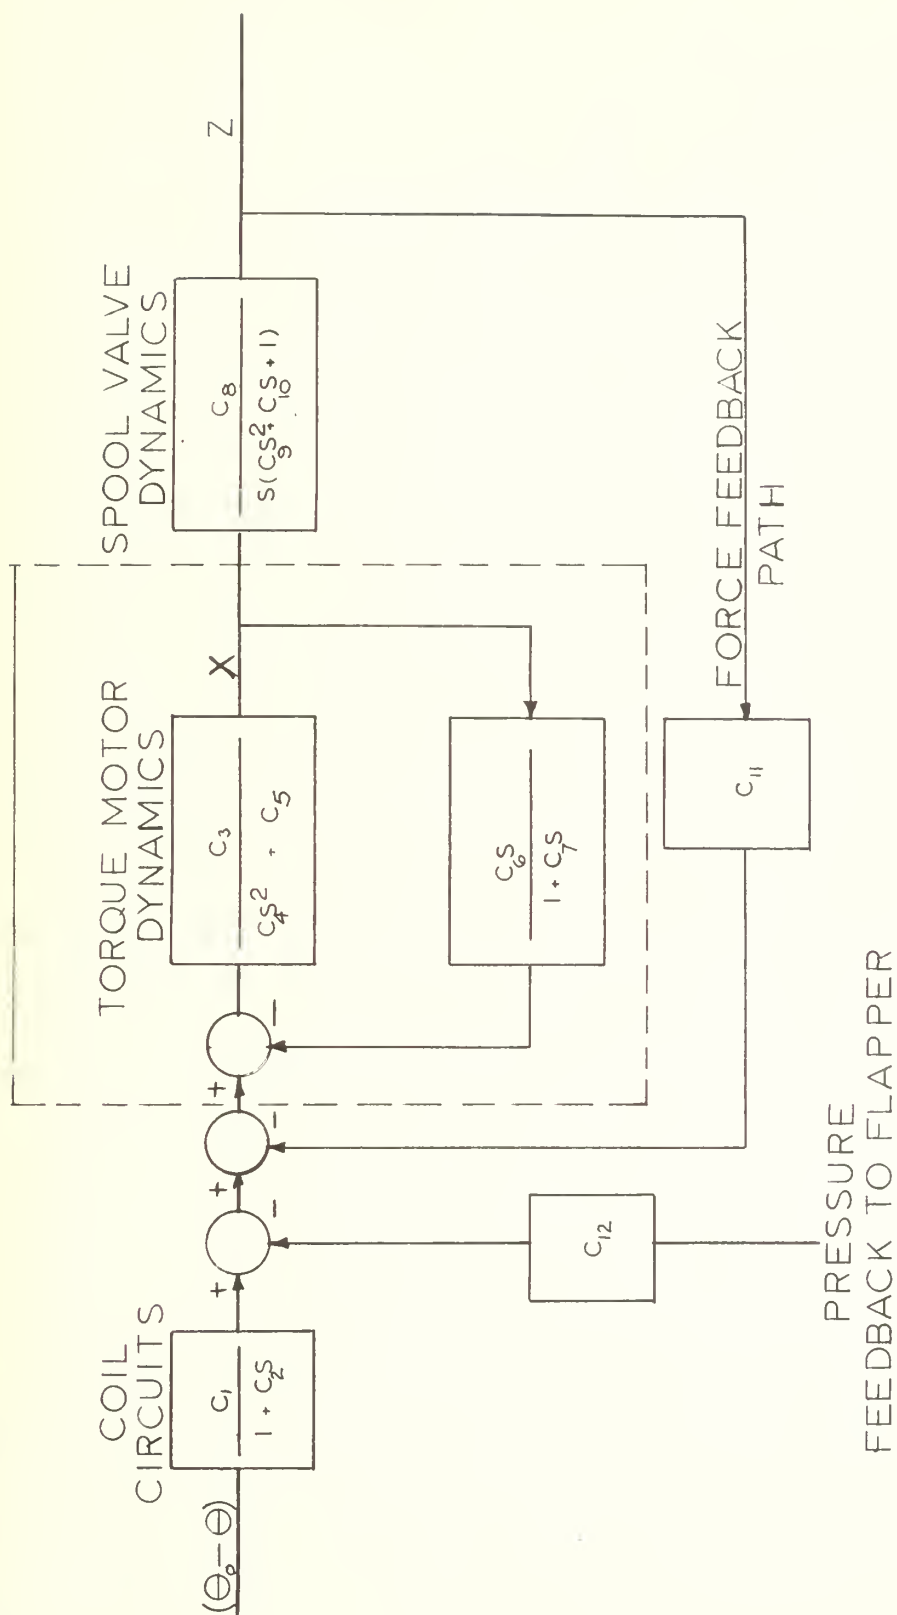 (Θ₀ − Θ)
COIL
CIRCUITS
C₁
1 + C₂S
+
−
+
−
+
−
TORQUE MOTOR
DYNAMICS
C₃
C₄S² - C₅
X
C₆S
1 + C₇S
SPOOL VALVE
DYNAMICS
C₈
S(C₉S² + C₁₀S + 1)
Z
FORCE FEEDBACK
PATH
C₁₁
C₁₂
PRESSURE
FEEDBACK TO FLAPPER